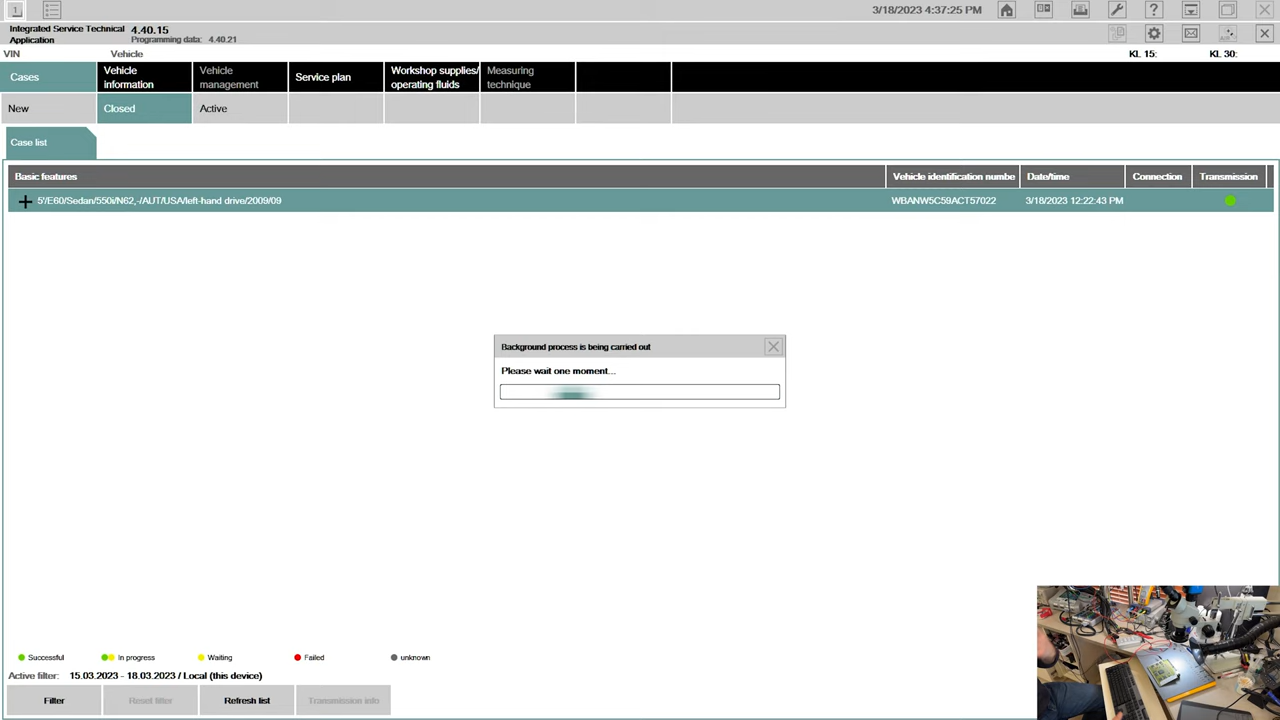 1
3/18/2023 4:37:25 PM
Integrated Service Technical
Application
4.40.15
Programming data: 4.40.21
VIN
Vehicle
KL 15:
KL 30:
Cases
Vehicle
information
Vehicle
management
Service plan
Workshop supplies/
operating fluids
Measuring
technique
New
Closed
Active
Case list
Basic features
Vehicle identification numbe
Date/time
Connection
Transmission
5'/E60/Sedan/550i/N62,-/AUT/USA/left-hand drive/2009/09
WBANW5C59ACT57022
3/18/2023 12:22:43 PM
Background process is being carried out
Please wait one moment...
Successful
In progress
Waiting
Failed
unknown
Active filter: 15.03.2023 - 18.03.2023 / Local (this device)
Filter
Reset filter
Refresh list
Transmission info